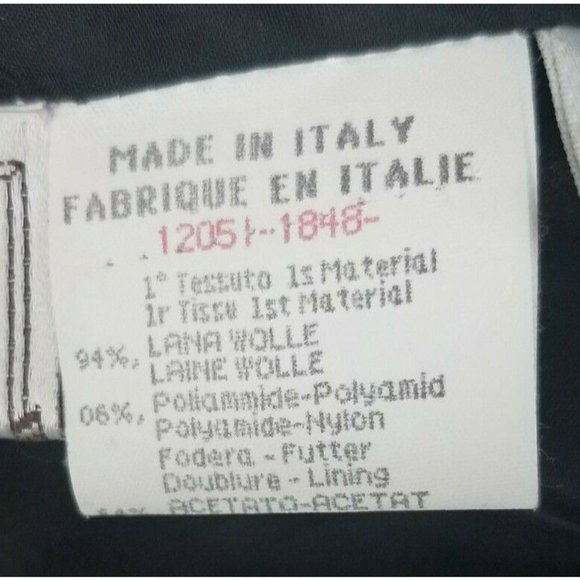 MADE IN ITALY
FABRIQUE EN ITALIE
12051--1848-
1° Tessuto 1s Material
1r Tissu 1st Material
94%, LANA WOLLE
LAINE WOLLE
06%, Poliammide-Polyamid
Polyamide-Nylon
Fodera - Futter
Doublure - Lining
ACETATO-ACETAT